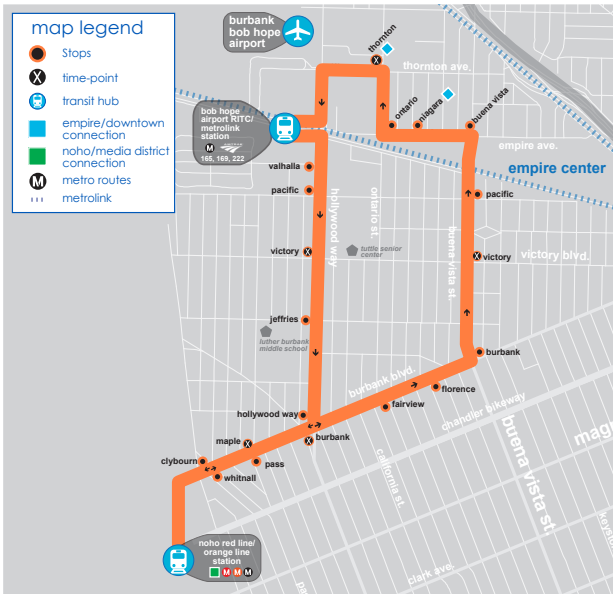 map legend
Stops
X
time-point
transit hub
empire/downtown
connection
noho/media district
connection
M
metro routes
metrolink
burbank
bob hope
airport
thornton
X
thornton ave.
ontario
niagara
buena vista
empire ave.
bob hope
airport RITC/
metrolink
station
M
165, 169, 222
empire center
valhalla
pacific
hollywood way
ontario st.
buena vista st.
pacific
victory
X
tuttle senior
center
X
victory
victory blvd.
jeffries
luther burbank
middle school
burbank
burbank blvd.
florence
fairview
chandler bikeway
hollywood way
X
burbank
maple
X
pass
clybourn
whitnall
california st.
buena vista st.
mag
keysto
clark ave.
pa
noho red line/
orange line
station
M M M